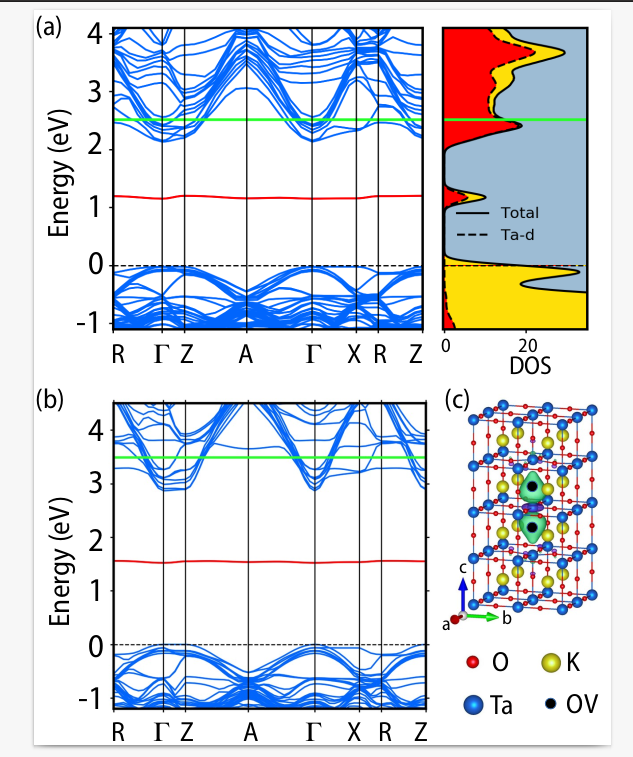 (a)
Energy (eV)
4
3
2
1
0
-1
R Γ Z A Γ X R Z
Total
Ta-d
0 20
DOS
(b)
Energy (eV)
4
3
2
1
0
-1
R Γ Z A Γ X R Z
(c)
c
a
b
O K
Ta OV